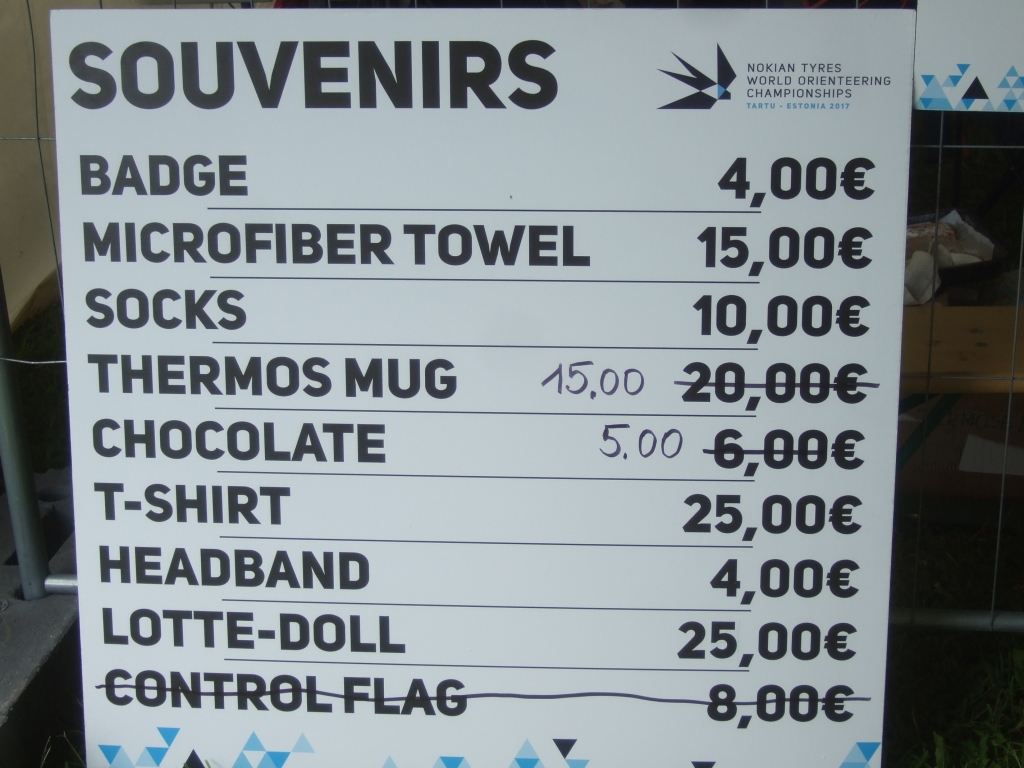 SOUVENIRS
NOKIAN TYRES
WORLD ORIENTEERING
CHAMPIONSHIPS
TARTU - ESTONIA 2017
BADGE 4,00€
MICROFIBER TOWEL 15,00€
SOCKS 10,00€
THERMOS MUG 15.00 20,00€
CHOCOLATE 5.00 6,00€
T-SHIRT 25,00€
HEADBAND 4,00€
LOTTE-DOLL 25,00€
CONTROL FLAG 8,00€